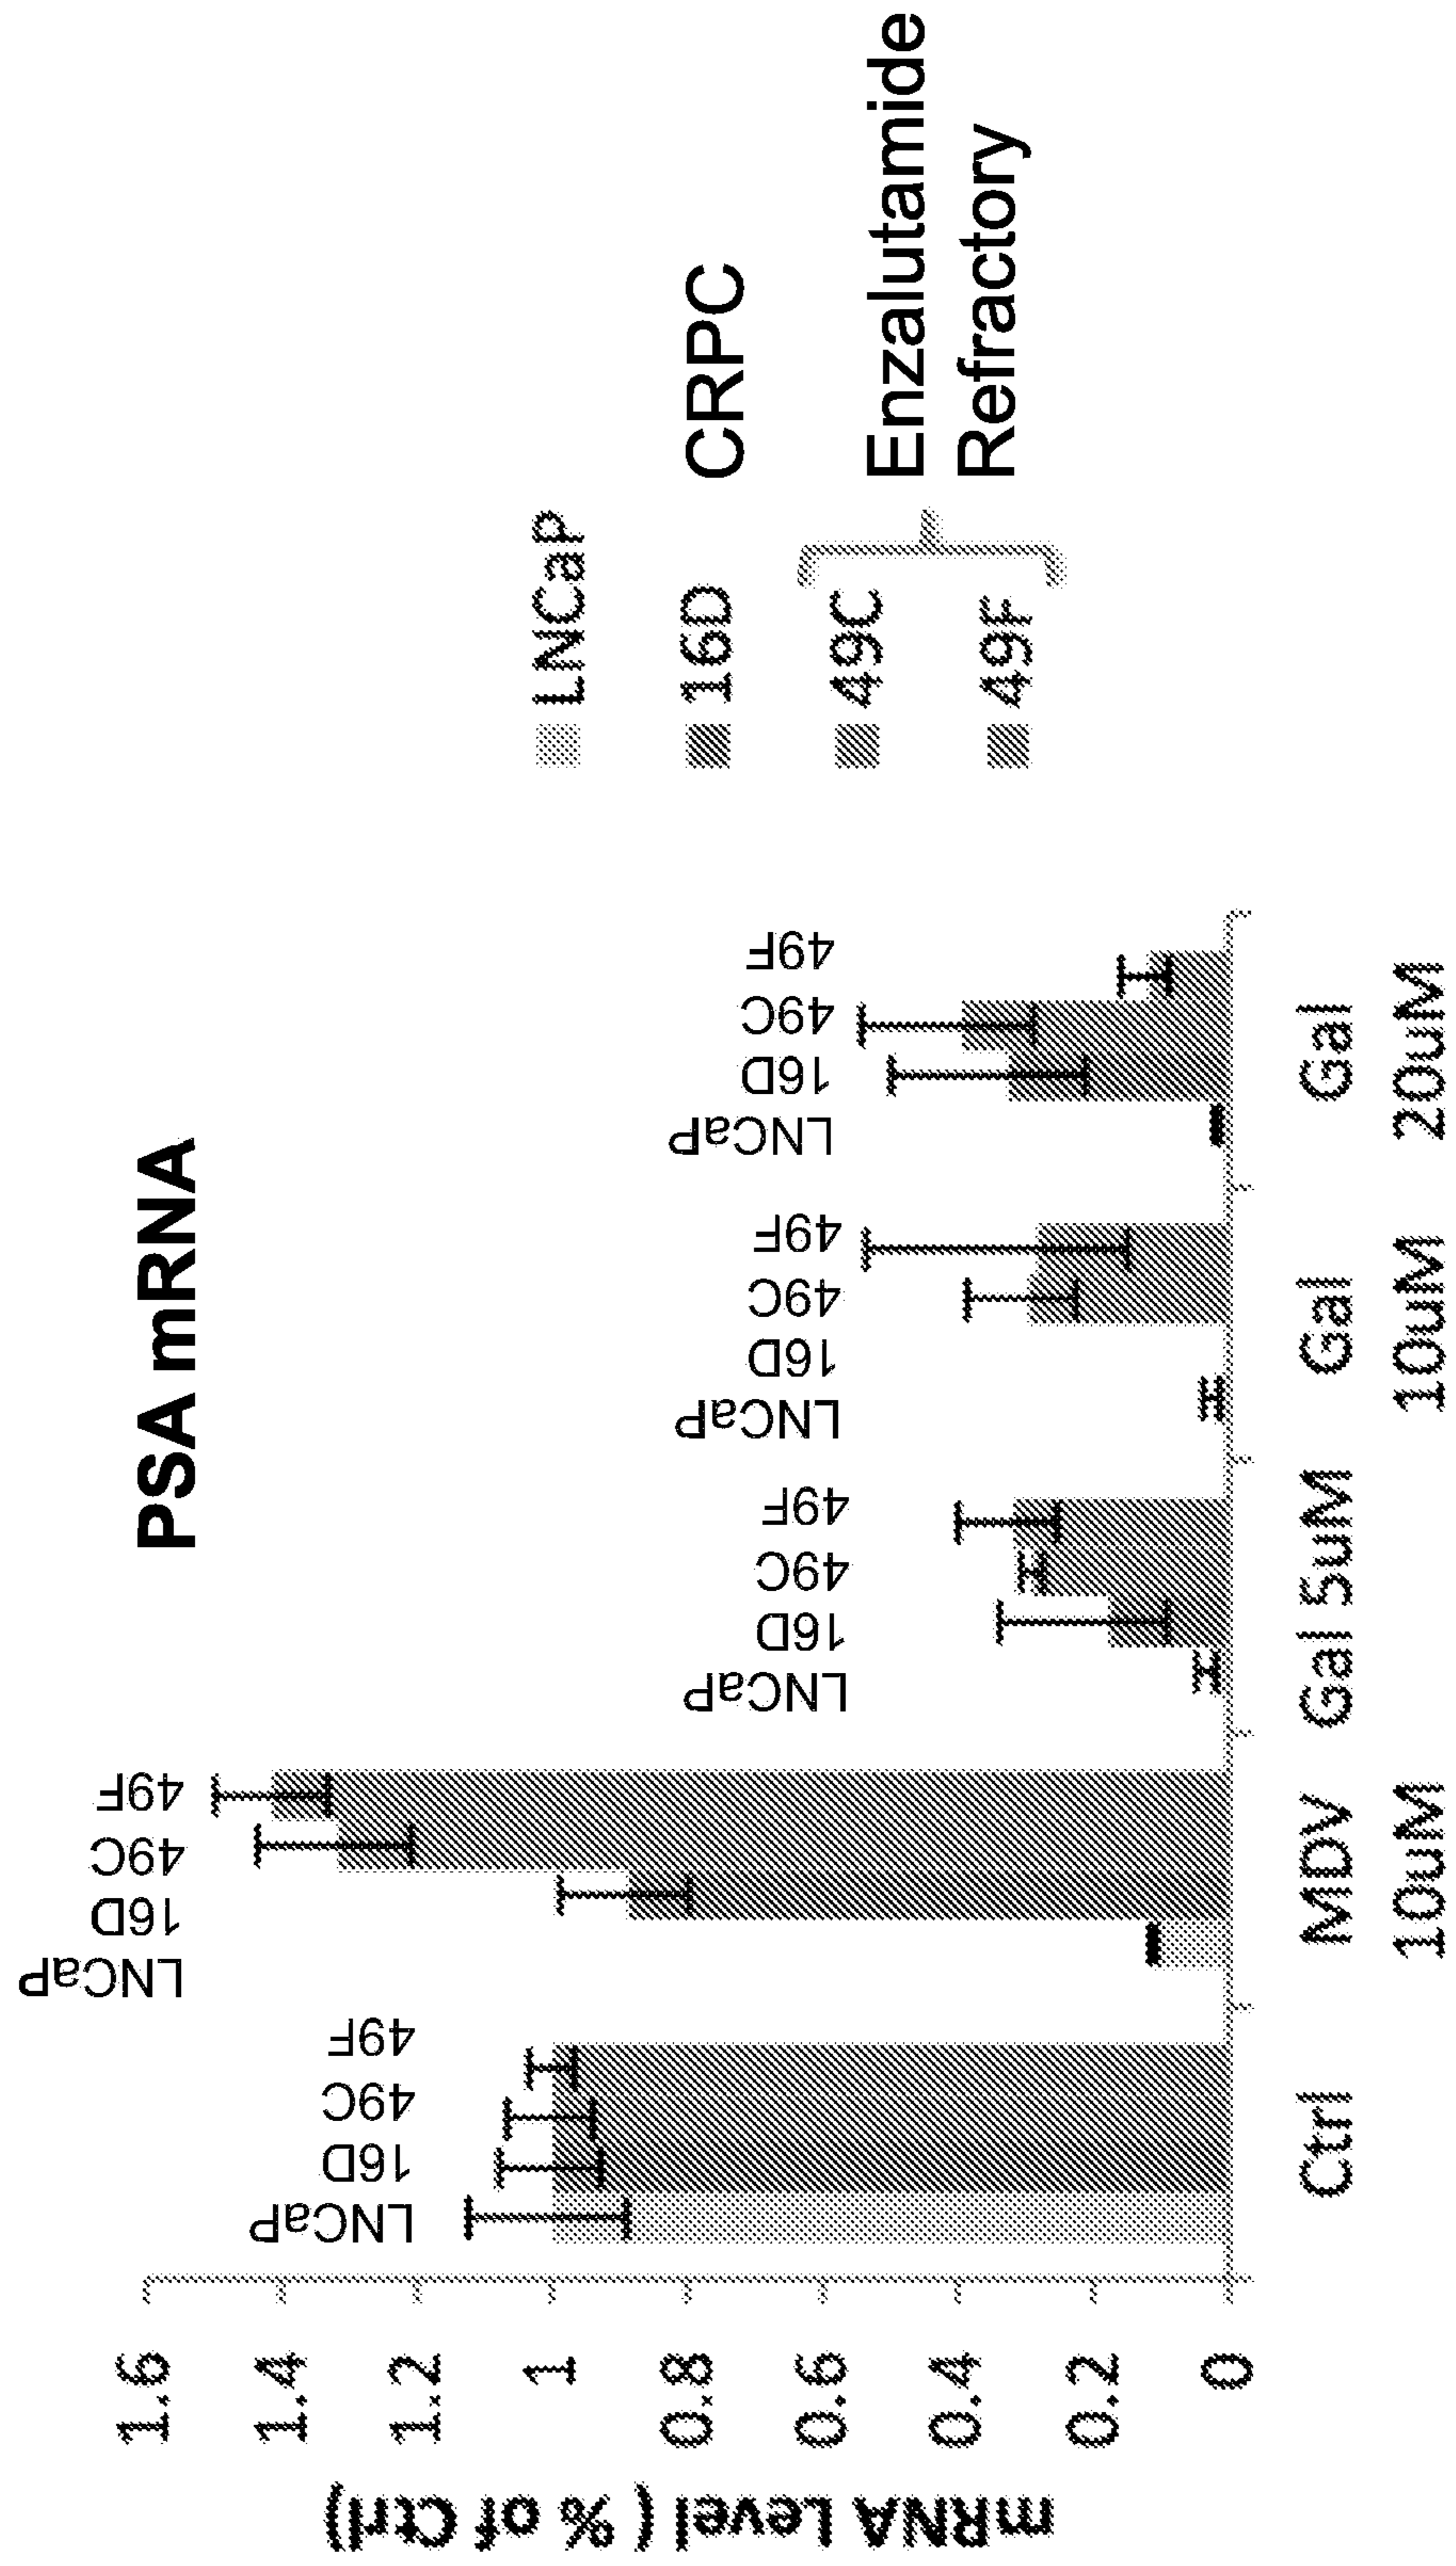 PSA mRNA
mRNA Level (% of Ctrl)
1.6
1.4
1.2
1
0.8
0.6
0.4
0.2
0
LNCaP
16D
49C
49F
LNCaP
16D
49C
49F
LNCaP
16D
49C
49F
LNCaP
16D
49C
49F
LNCaP
16D
49C
49F
Ctrl
MDV
10uM
Gal 5uM
Gal
10uM
Gal
20uM
LNCaP
16D CRPC
49C
49F
Enzalutamide
Refractory